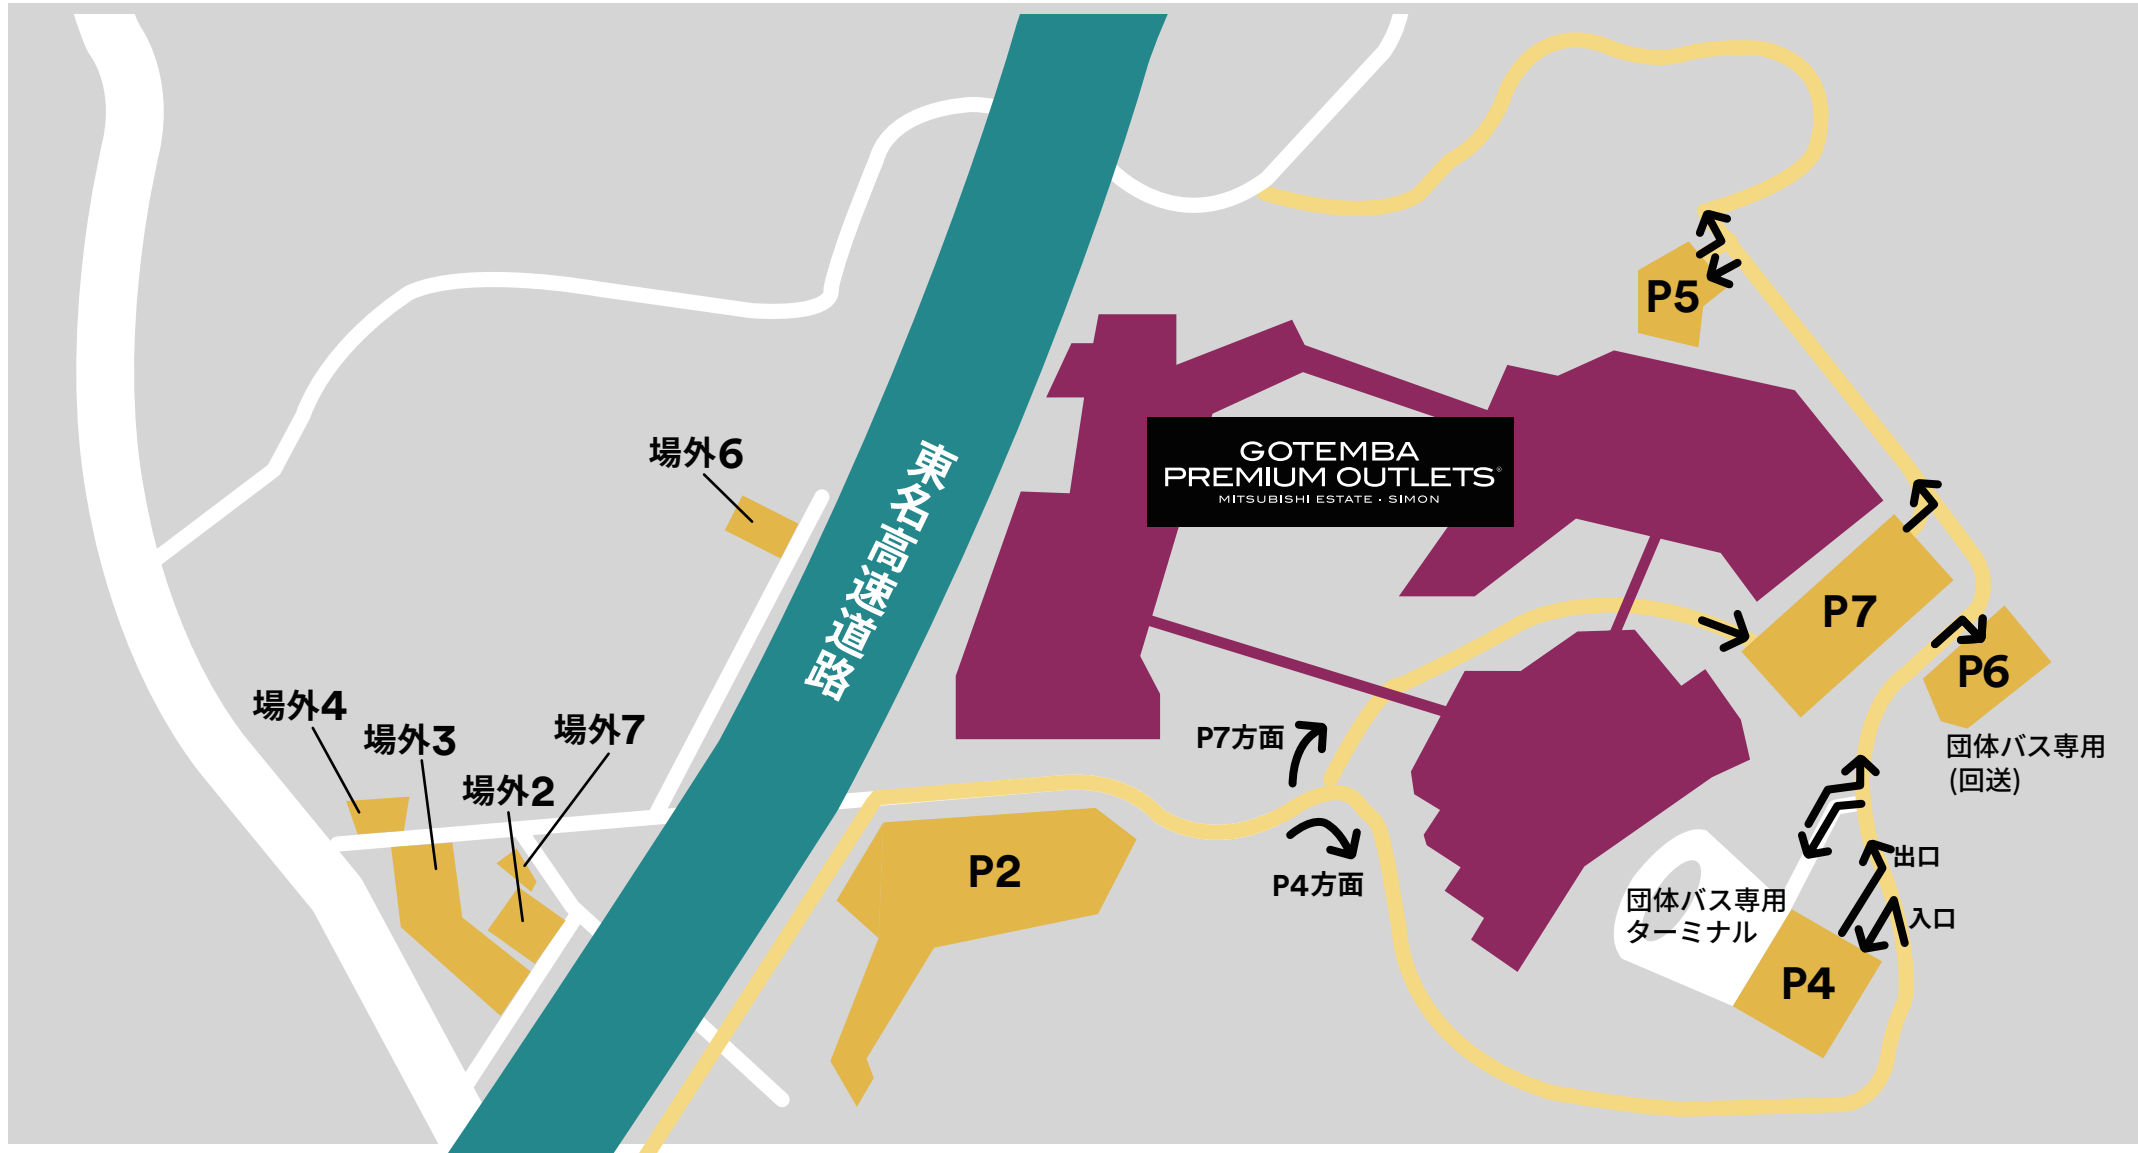 P5
GOTEMBA
PREMIUM OUTLETS®
MITSUBISHI ESTATE · SIMON
場外6
東名高速道路
P7
P6
団体バス専用
(回送)
場外4
場外3
場外7
場外2
P7方面
P4方面
P2
出口
入口
団体バス専用
ターミナル
P4